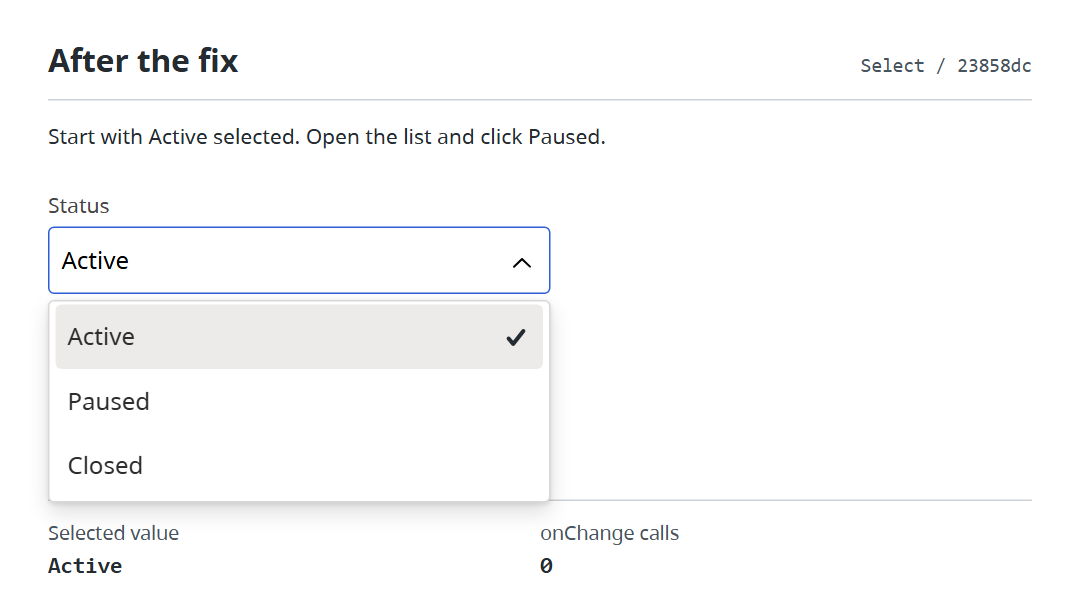 After the fix
Select / 23858dc
Start with Active selected. Open the list and click Paused.
Status
Active
Active
Paused
Closed
Selected value
onChange calls
Active
0